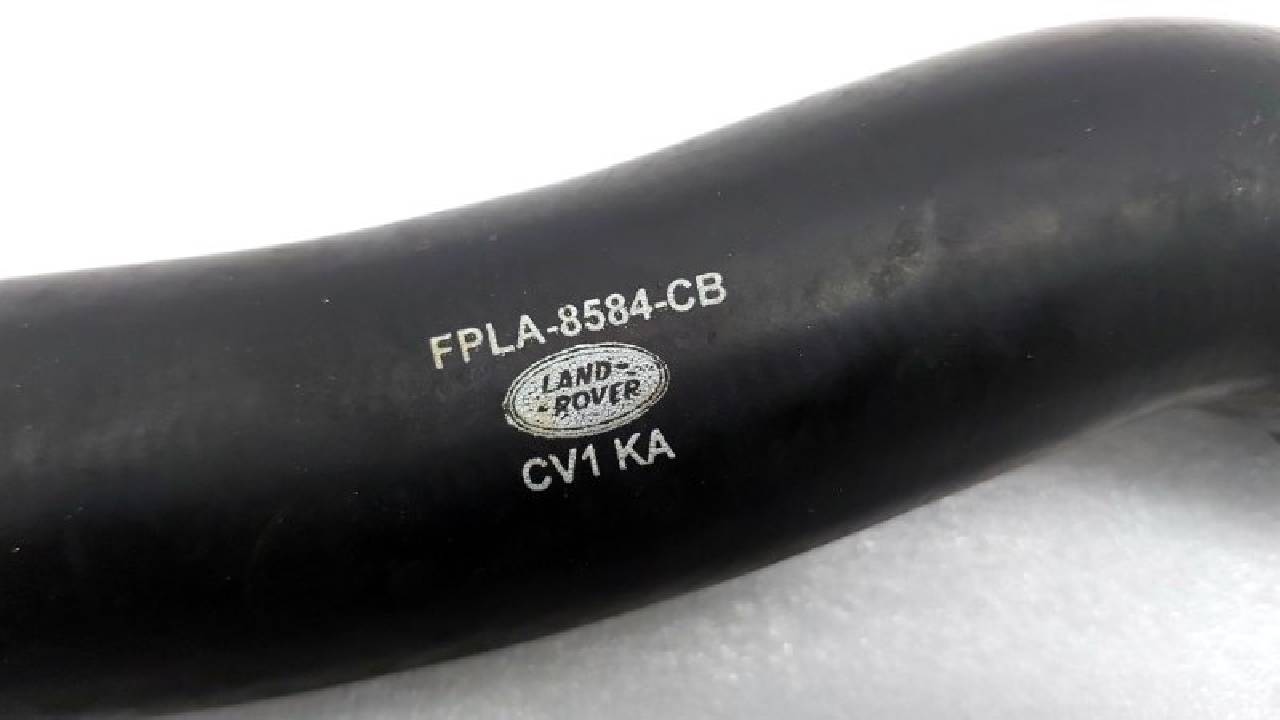 FPLA-8584-CB
LAND-
-ROVER
CV1 KA